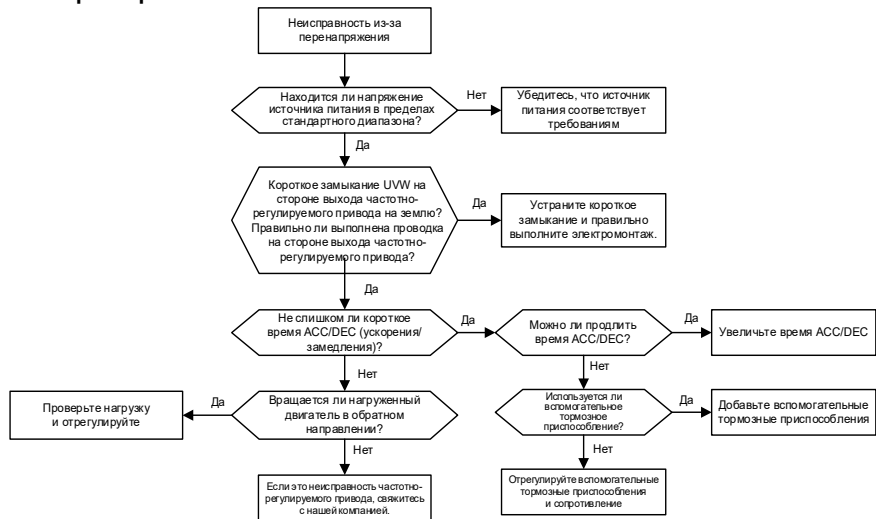 Неисправность из-за
перенапряжения
Находится ли напряжение
источника питания в пределах
стандартного диапазона?
Нет
Убедитесь, что источник
питания соответствует
требованиям
Да
Короткое замыкание UVW на
стороне выхода частотно-
регулируемого привода на землю?
Правильно ли выполнена проводка
на стороне выхода частотно-
регулируемого привода?
Да
Устраните короткое
замыкание и правильно
выполните электромонтаж.
Да
Не слишком ли короткое
время ACC/DEC (ускорения/
замедления)?
Да
Можно ли продлить
время ACC/DEC?
Да
Увеличьте время ACC/DEC
Нет
Нет
Проверьте нагрузку
и отрегулируйте
Да
Вращается ли нагруженный
двигатель в обратном
направлении?
Используется ли
вспомогательное
тормозное
приспособление?
Да
Добавьте вспомогательные
тормозные приспособления
Нет
Нет
Если это неисправность частотно-
регулируемого привода, свяжитесь
с нашей компанией.
Отрегулируйте вспомогательные
тормозные приспособления
и сопротивление